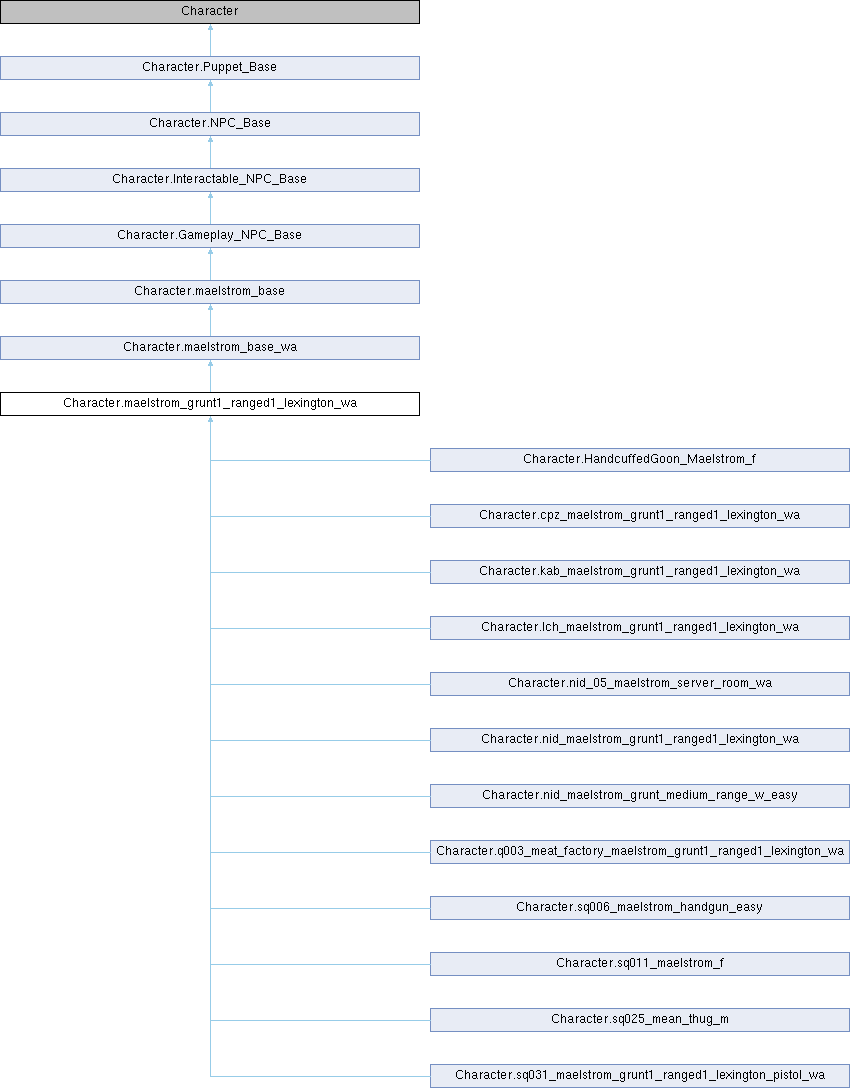 Character
Character.Puppet_Base
Character.NPC_Base
Character.Interactable_NPC_Base
Character.Gameplay_NPC_Base
Character.maelstrom_base
Character.maelstrom_base_wa
Character.maelstrom_grunt1_ranged1_lexington_wa
Character.HandcuffedGoon_Maelstrom_f
Character.cpz_maelstrom_grunt1_ranged1_lexington_wa
Character.kab_maelstrom_grunt1_ranged1_lexington_wa
Character.lch_maelstrom_grunt1_ranged1_lexington_wa
Character.nid_05_maelstrom_server_room_wa
Character.nid_maelstrom_grunt1_ranged1_lexington_wa
Character.nid_maelstrom_grunt_medium_range_w_easy
Character.q003_meat_factory_maelstrom_grunt1_ranged1_lexington_wa
Character.sq006_maelstrom_handgun_easy
Character.sq011_maelstrom_f
Character.sq025_mean_thug_m
Character.sq031_maelstrom_grunt1_ranged1_lexington_pistol_wa